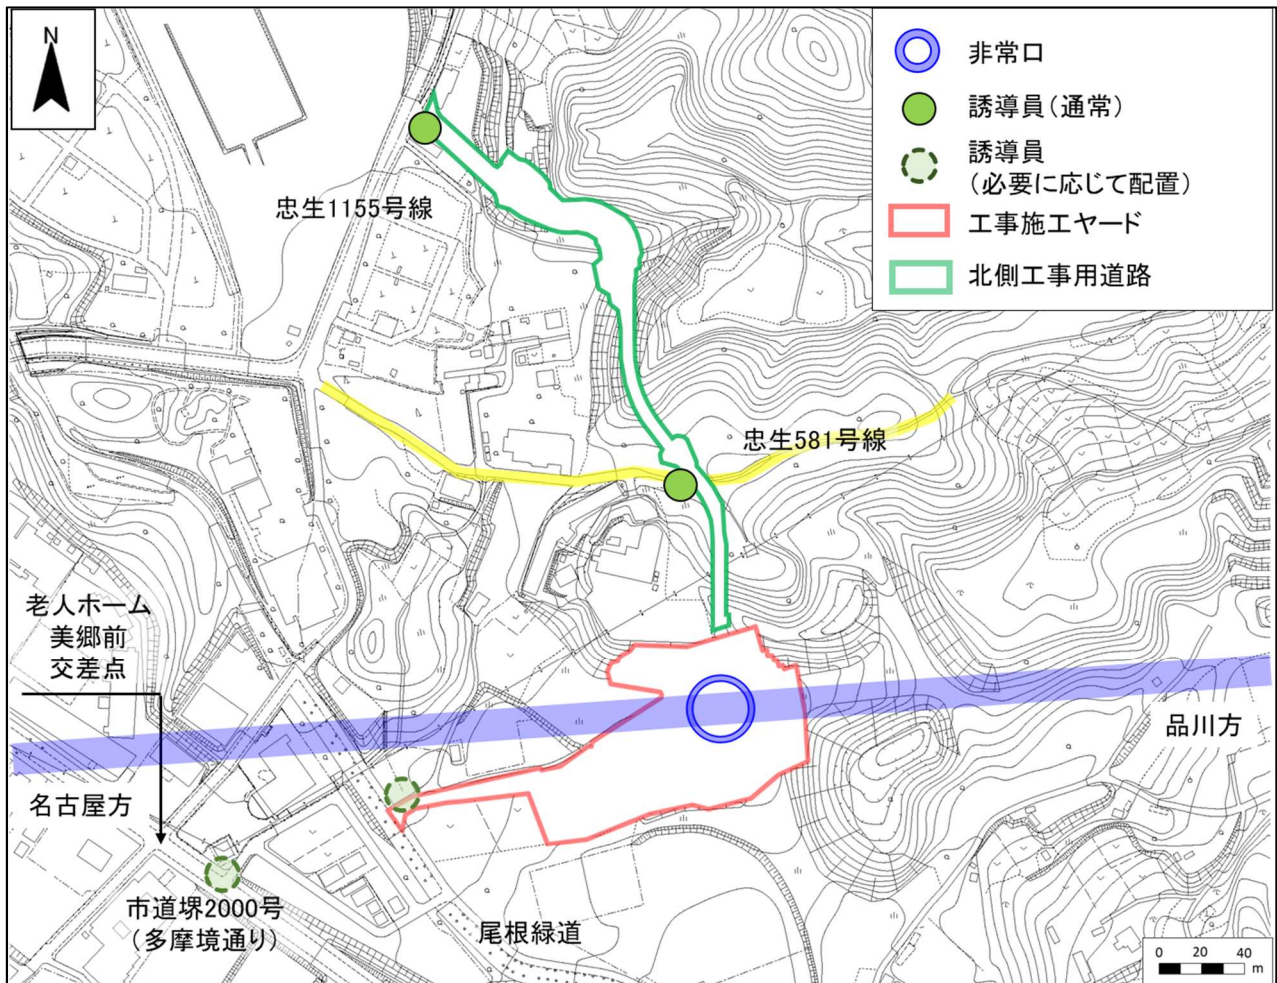 N
非常口
誘導員（通常）
誘導員
（必要に応じて配置）
工事施工ヤード
北側工事用道路
忠生1155号線
忠生581号線
老人ホーム
美郷前
交差点
品川方
名古屋方
市道堺2000号
（多摩境通り）
尾根緑道
0 20 40
m